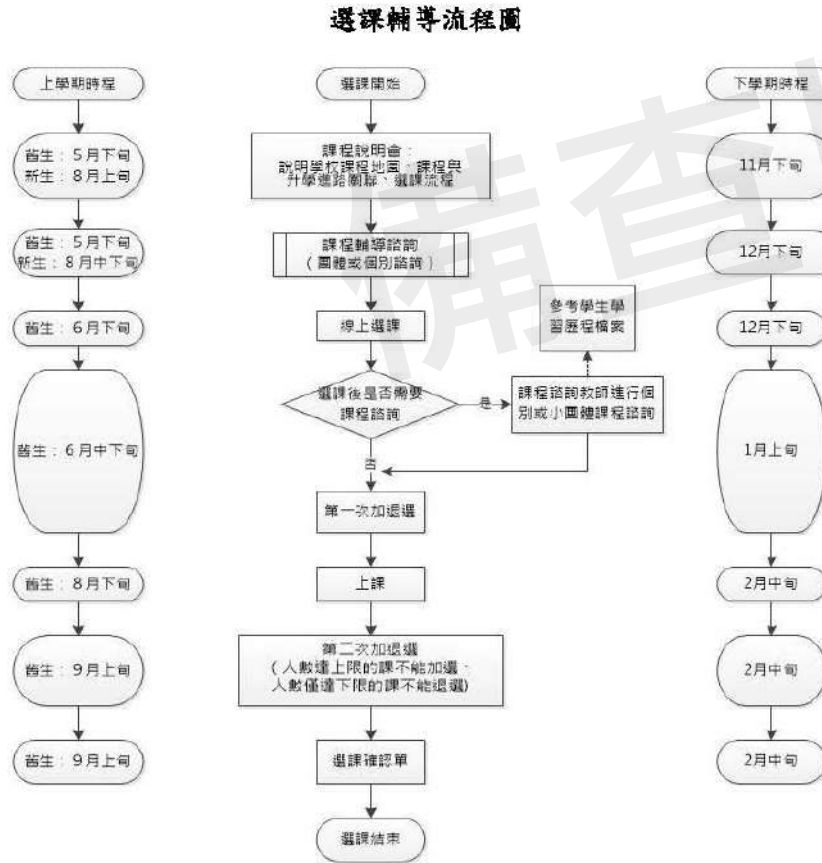 選課輔導流程圖
上學期時程
選課開始
下學期時程
舊生：5月下旬
新生：8月上旬
課程說明會：
說明學校課程地圖、課程與
升學進路關聯、選課流程
11月下旬
舊生：5月下旬
新生：8月中下旬
課程輔導諮詢
（團體或個別諮詢）
12月下旬
舊生：6月下旬
線上選課
參考學生學
習歷程檔案
12月下旬
舊生：6月中下旬
選課後是否需要
課程諮詢
是
課程諮詢教師進行個
別或小團體課程諮詢
1月上旬
否
第一次加退選
舊生：8月下旬
上課
2月中旬
舊生：9月上旬
第二次加退選
（人數達上限的課不能加選、
人數僅達下限的課不能退選)
2月中旬
舊生：9月上旬
選課確認單
2月中旬
選課結束
備查